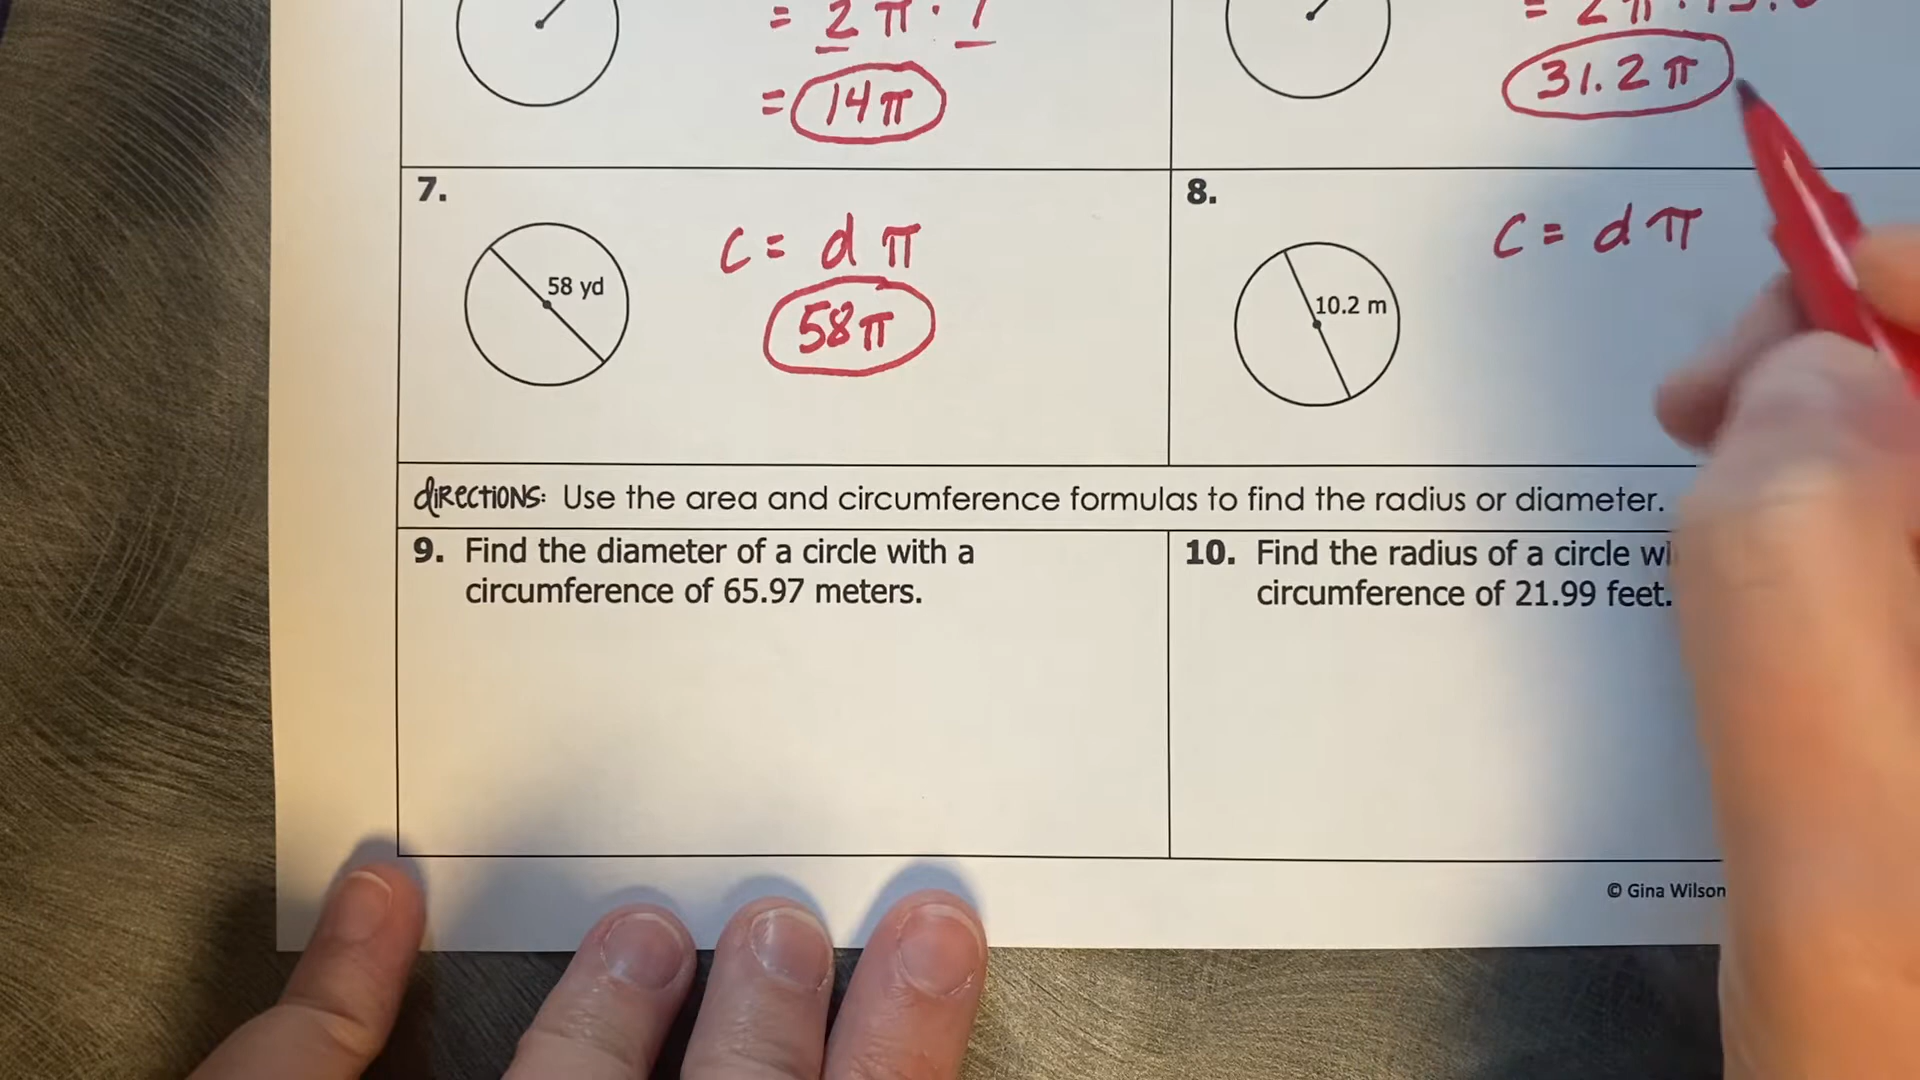 = 2π · 7
= 14π
= 2π ·
31.2π
7.
58 yd
C = dπ
58π
8.
10.2 m
C = dπ
DIRECTIONS: Use the area and circumference formulas to find the radius or diameter.
9. Find the diameter of a circle with a
circumference of 65.97 meters.
10. Find the radius of a circle wi
circumference of 21.99 feet.
© Gina Wilson